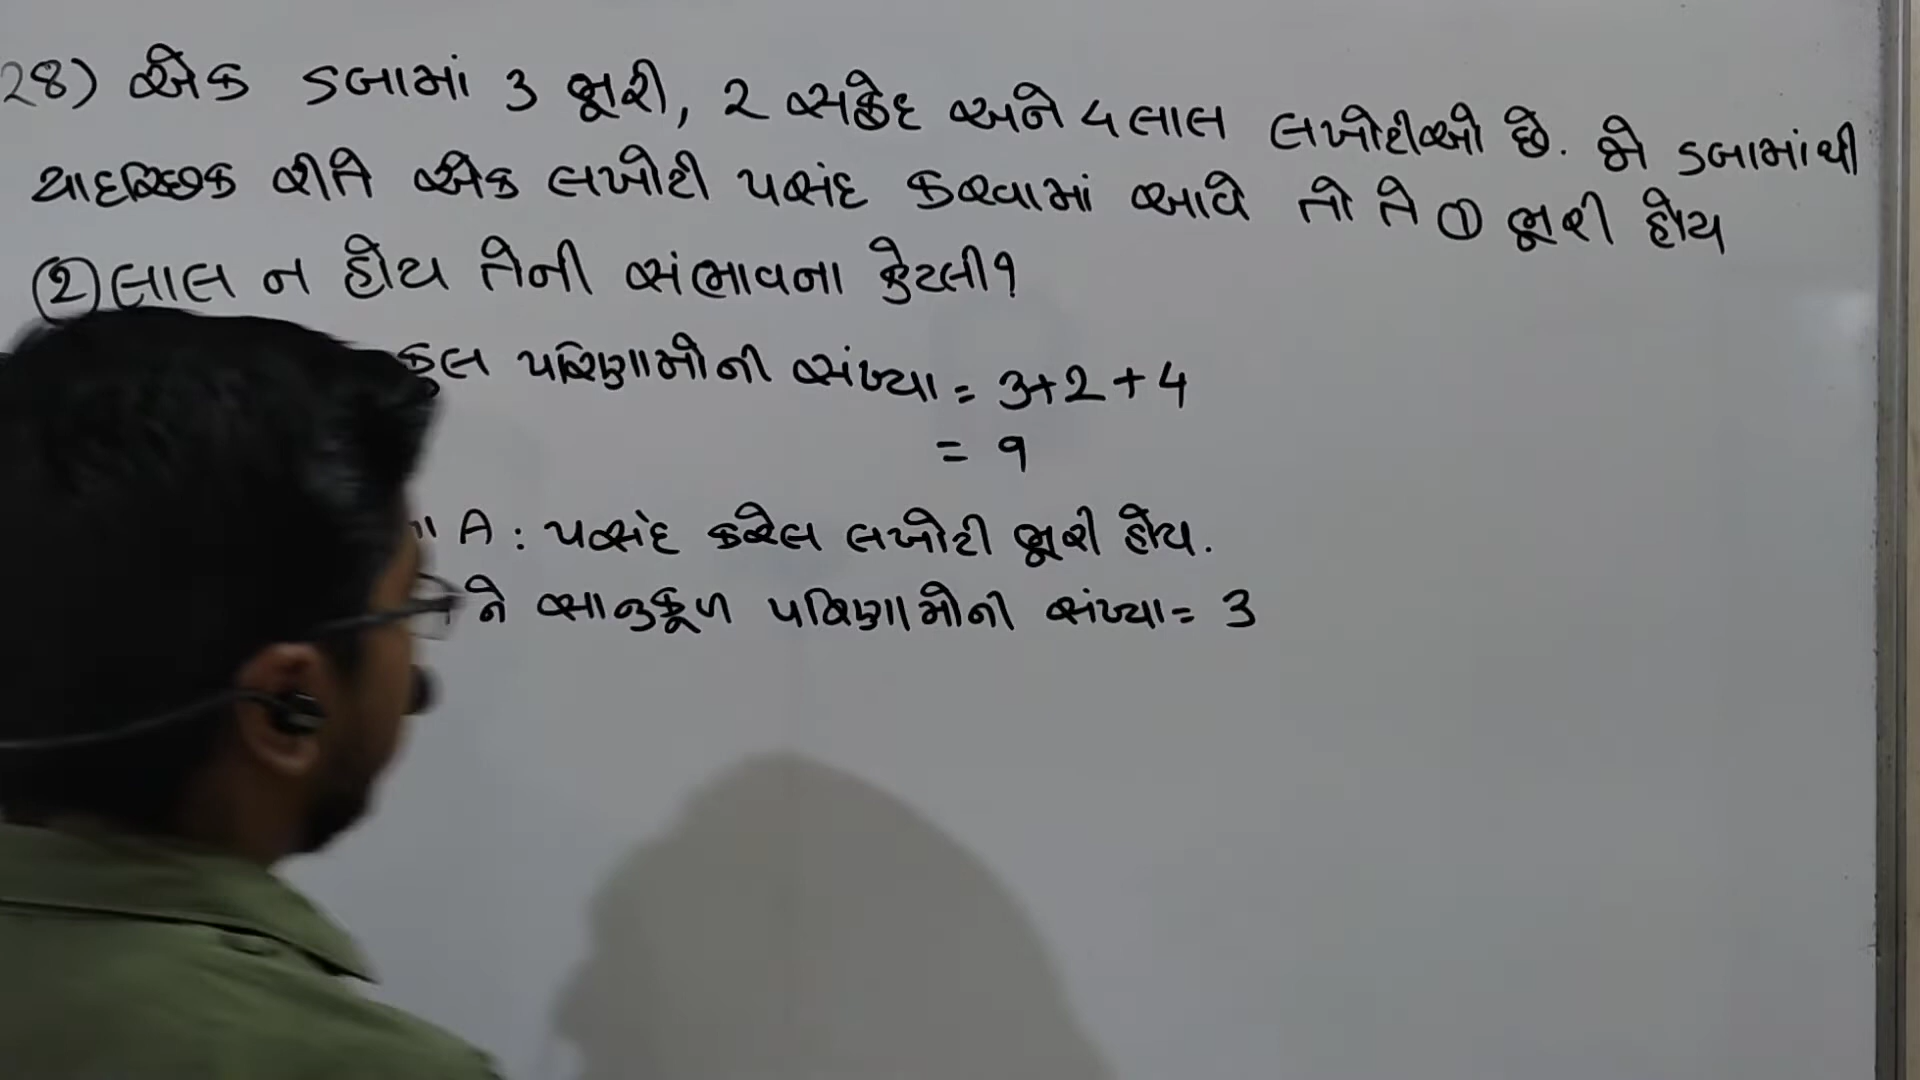 28) એક ડબામાં 3 ભૂરી, 2 સફેદ અને 4 લાલ લખોટીઓ છે. જો ડબામાંથી
યાદચ્છિક રીતે એક લખોટી પસંદ કરવામાં આવે તો તે ① ભૂરી હોય
② લાલ ન હોય તેની સંભાવના કેટલી?
કુલ પરિણામોની સંખ્યા = 3+2+4
= 9
A : પસંદ કરેલ લખોટી ભૂરી હોય.
ને સાનુકૂળ પરિણામોની સંખ્યા = 3